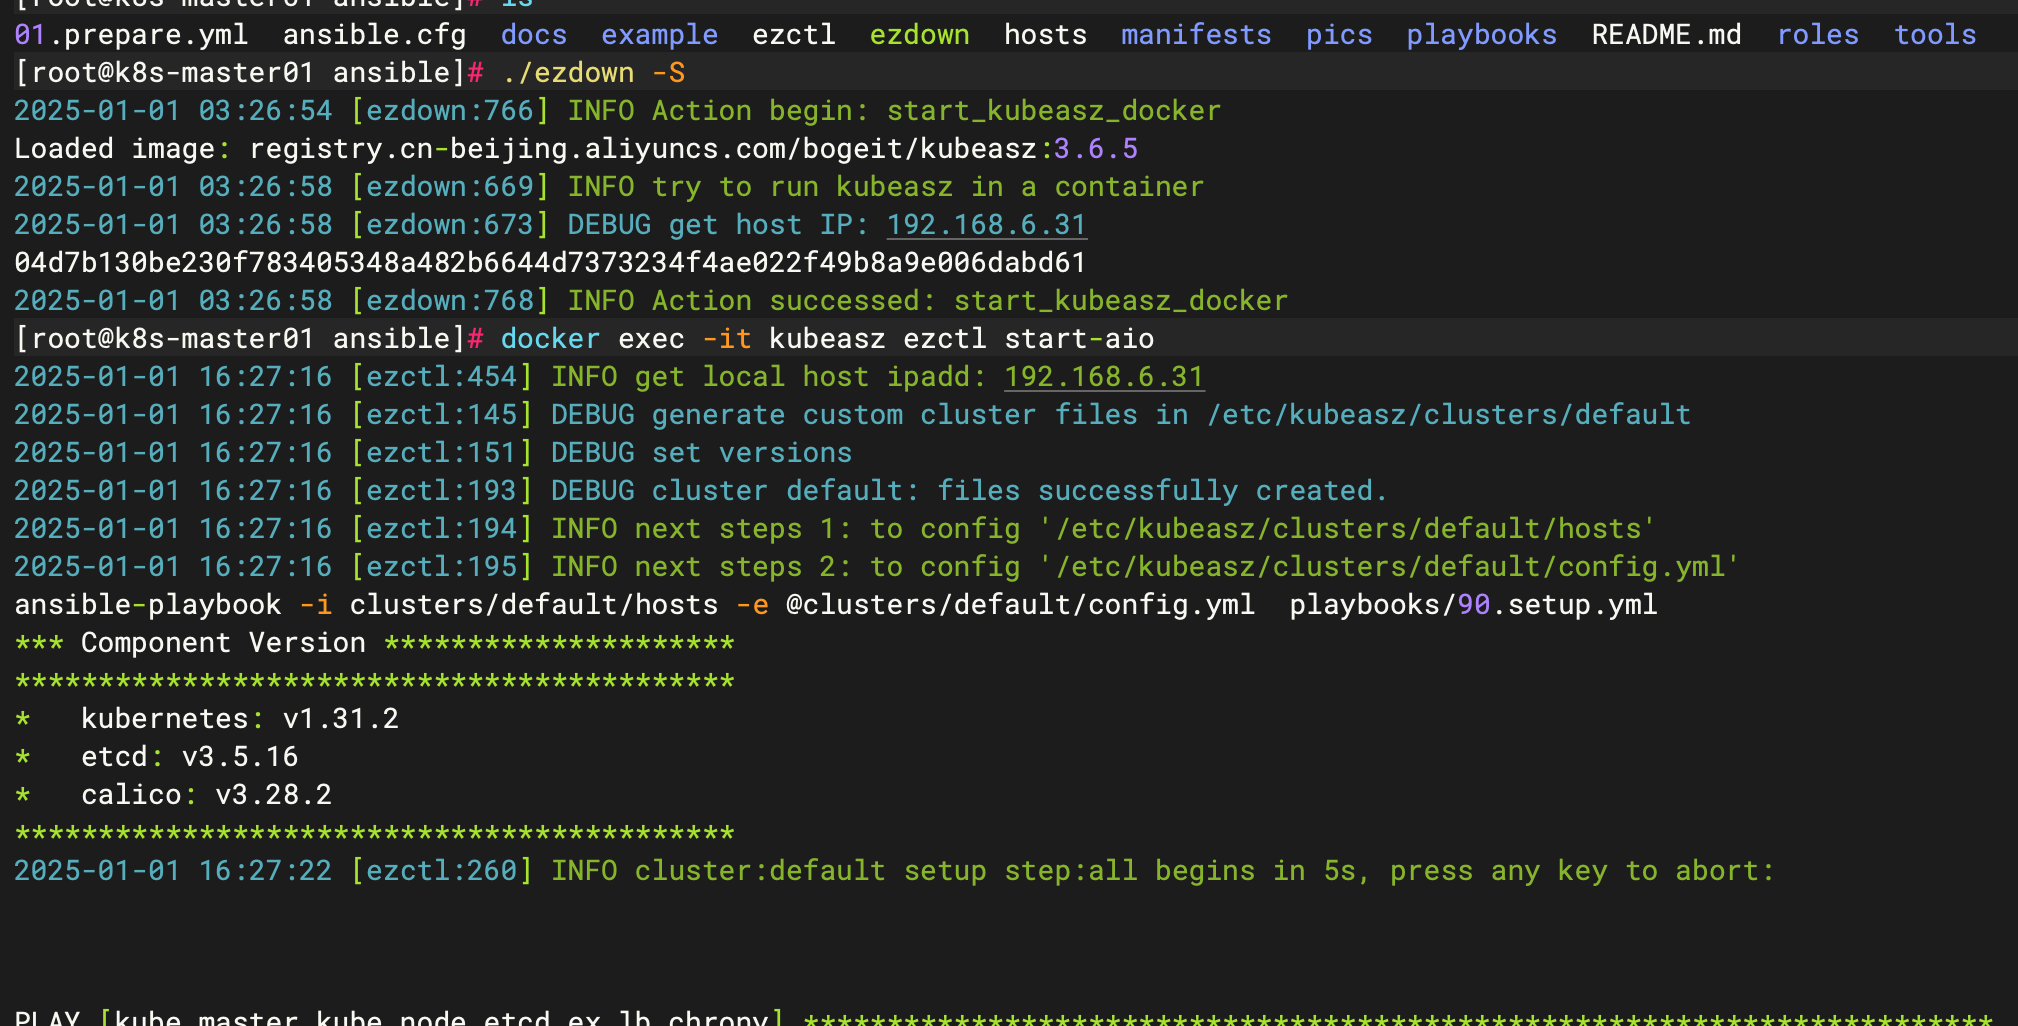 [root@k8s-master01 ansible]# ls
01.prepare.yml  ansible.cfg  docs  example  ezctl  ezdown  hosts  manifests  pics  playbooks  README.md  roles  tools
[root@k8s-master01 ansible]# ./ezdown -S
2025-01-01 03:26:54 [ezdown:766] INFO Action begin: start_kubeasz_docker
Loaded image: registry.cn-beijing.aliyuncs.com/bogeit/kubeasz:3.6.5
2025-01-01 03:26:58 [ezdown:669] INFO try to run kubeasz in a container
2025-01-01 03:26:58 [ezdown:673] DEBUG get host IP: 192.168.6.31
04d7b130be230f783405348a482b6644d7373234f4ae022f49b8a9e006dabd61
2025-01-01 03:26:58 [ezdown:768] INFO Action successed: start_kubeasz_docker
[root@k8s-master01 ansible]# docker exec -it kubeasz ezctl start-aio
2025-01-01 16:27:16 [ezctl:454] INFO get local host ipadd: 192.168.6.31
2025-01-01 16:27:16 [ezctl:145] DEBUG generate custom cluster files in /etc/kubeasz/clusters/default
2025-01-01 16:27:16 [ezctl:151] DEBUG set versions
2025-01-01 16:27:16 [ezctl:193] DEBUG cluster default: files successfully created.
2025-01-01 16:27:16 [ezctl:194] INFO next steps 1: to config '/etc/kubeasz/clusters/default/hosts'
2025-01-01 16:27:16 [ezctl:195] INFO next steps 2: to config '/etc/kubeasz/clusters/default/config.yml'
ansible-playbook -i clusters/default/hosts -e @clusters/default/config.yml  playbooks/90.setup.yml
*** Component Version *********************
*******************************************
*   kubernetes: v1.31.2
*   etcd: v3.5.16
*   calico: v3.28.2
*******************************************
2025-01-01 16:27:22 [ezctl:260] INFO cluster:default setup step:all begins in 5s, press any key to abort:
PLAY [kube_master,kube_node,etcd,ex_lb,chrony] ***********************************************************************